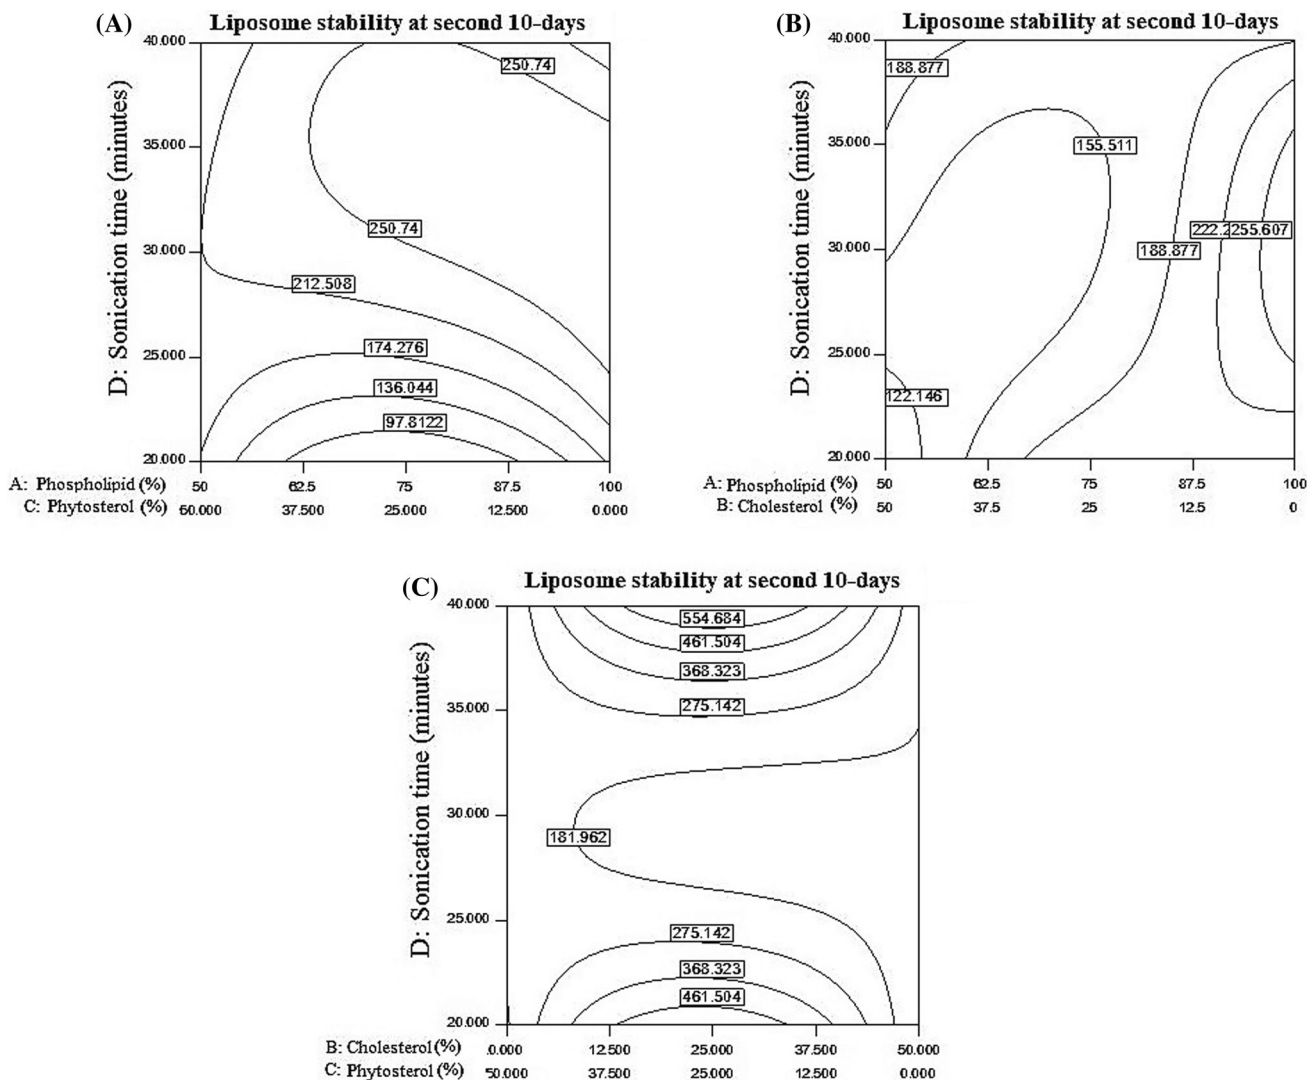 (A) Liposome stability at second 10-days
40.000
35.000
30.000
25.000
20.000
D: Sonication time (minutes)
250.74
250.74
212.508
174.276
136.044
97.8122
50 62.5 75 87.5 100
A: Phospholipid (%)
C: Phytosterol (%)
50.000 37.500 25.000 12.500 0.000
(B) Liposome stability at second 10-days
40.000
35.000
30.000
25.000
20.000
D: Sonication time (minutes)
188.877
155.511
222.2
255.607
188.877
122.146
A: Phospholipid (%) 50 62.5 75 87.5 100
B: Cholesterol (%) 50 37.5 25 12.5 0
(C) Liposome stability at second 10-days
40.000
35.000
30.000
25.000
20.000
D: Sonication time (minutes)
554.684
461.504
368.323
275.142
181.962
275.142
368.323
461.504
B: Cholesterol (%) .0.000 12.500 25.000 37.500 50.000
C: Phytosterol (%) 50.000 37.500 25.000 12.500 0.000